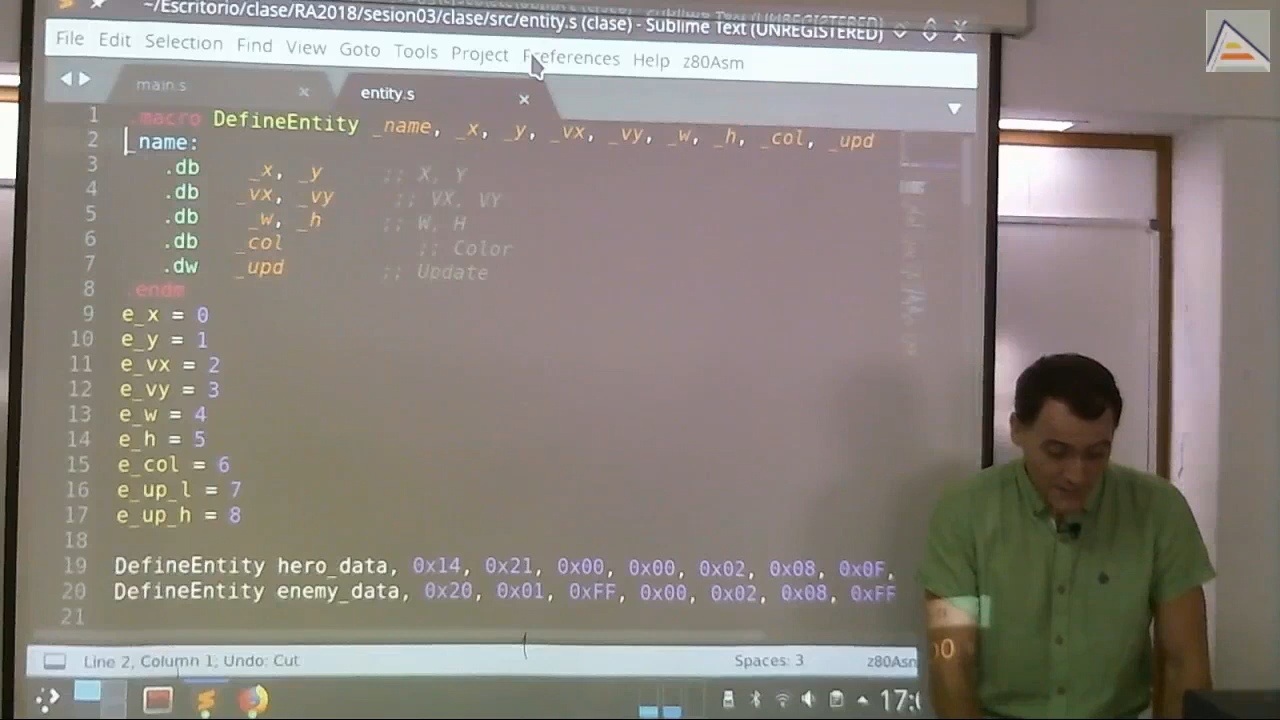 ~/Escritorio/clase/RA2018/sesion03/clase/src/entity.s (clase) - Sublime Text (UNREGISTERED)
File Edit Selection Find View Goto Tools Project Preferences Help z80Asm
main.s
entity.s
1 .macro DefineEntity _name, _x, _y, _vx, _vy, _w, _h, _col, _upd
2 _name:
3 .db _x, _y ;; X, Y
4 .db _vx, _vy ;; VX, VY
5 .db _w, _h ;; W, H
6 .db _col ;; Color
7 .dw _upd ;; Update
8 .endm
9 e_x = 0
10 e_y = 1
11 e_vx = 2
12 e_vy = 3
13 e_w = 4
14 e_h = 5
15 e_col = 6
16 e_up_l = 7
17 e_up_h = 8
18
19 DefineEntity hero_data, 0x14, 0x21, 0x00, 0x00, 0x02, 0x08, 0x0F,
20 DefineEntity enemy_data, 0x20, 0x01, 0xFF, 0x00, 0x02, 0x08, 0xFF
21
Line 2, Column 1; Undo: Cut
Spaces: 3
z80Asm
17: